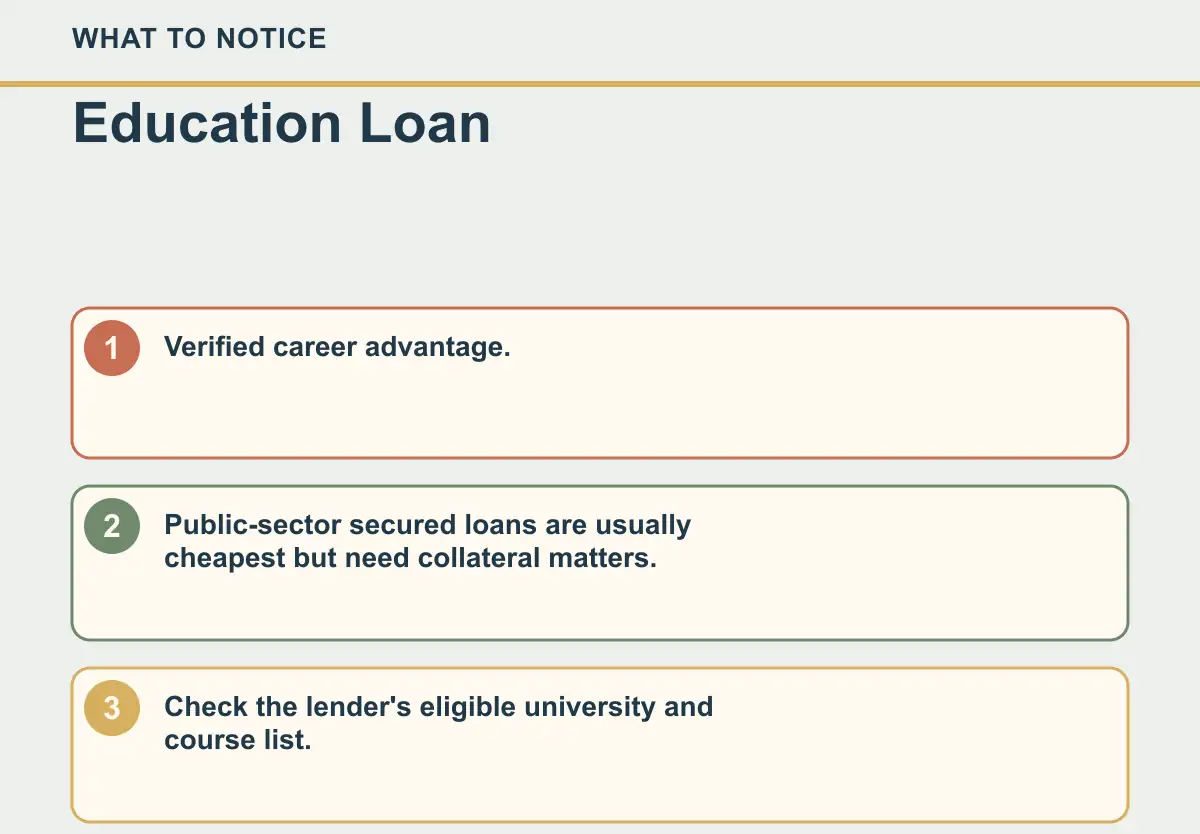 WHAT TO NOTICE
Education Loan
1
Verified career advantage.
2
Public-sector secured loans are usually
cheapest but need collateral matters.
3
Check the lender's eligible university and
course list.